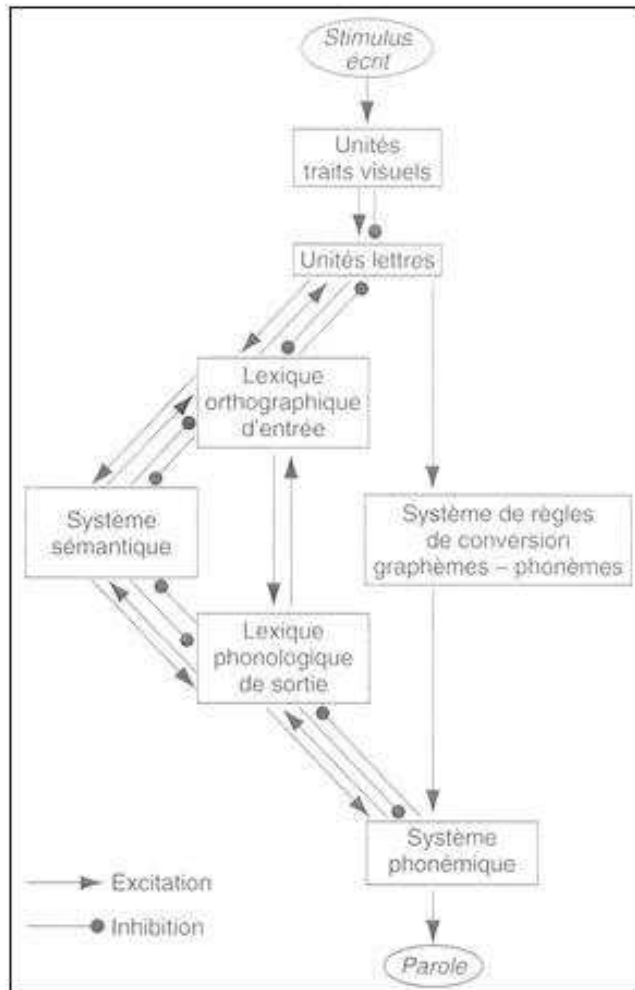 Stimulus
écrit
Unités
traits visuels
Unités lettres
Lexique
orthographique
d'entrée
Système
sémantique
Système de règles
de conversion
graphèmes – phonèmes
Lexique
phonologique
de sortie
Système
phonémique
Excitation
Inhibition
Parole